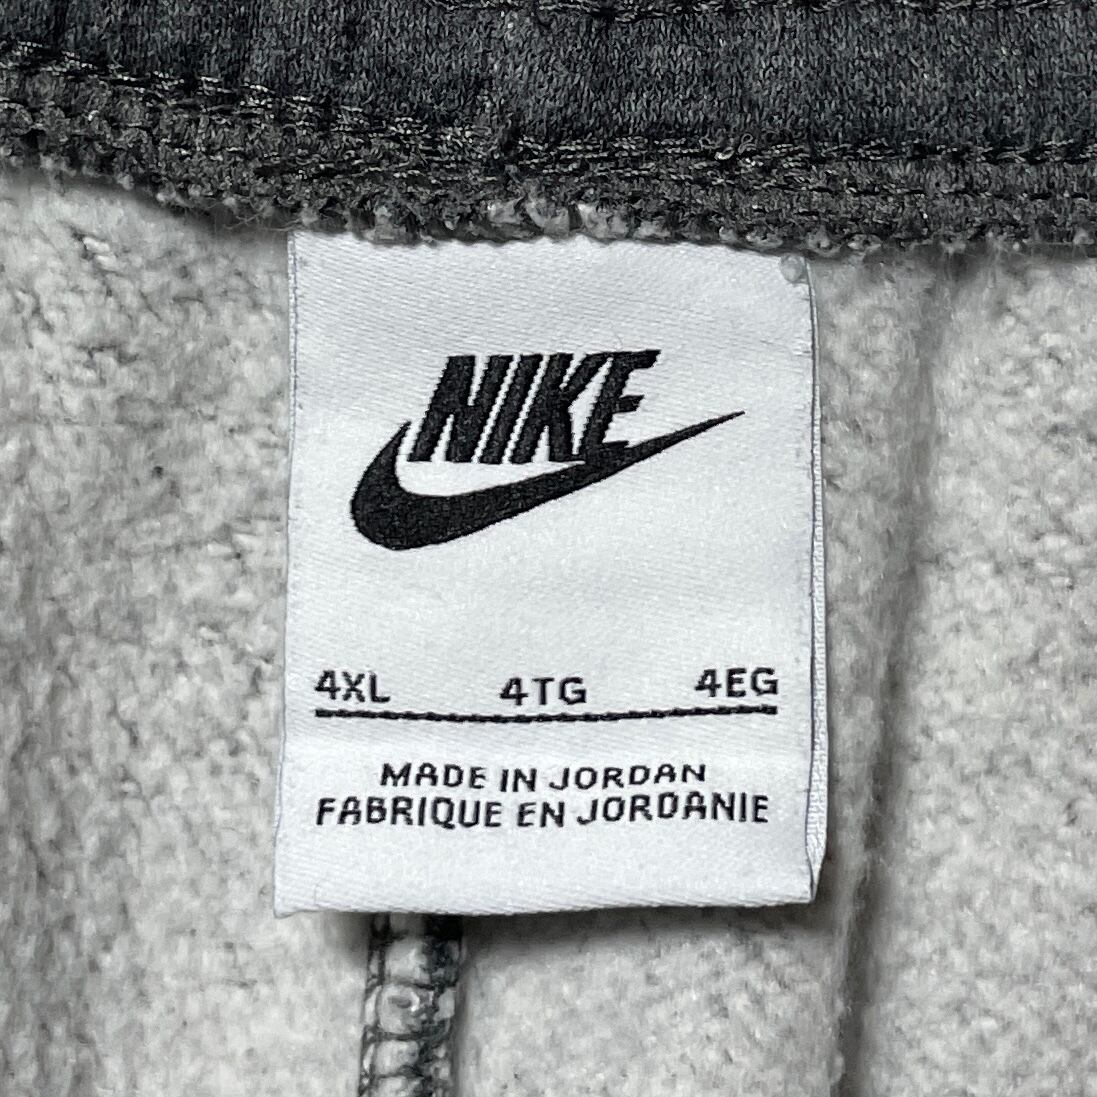 NIKE
4XL 4TG 4EG
MADE IN JORDAN
FABRIQUE EN JORDANIE